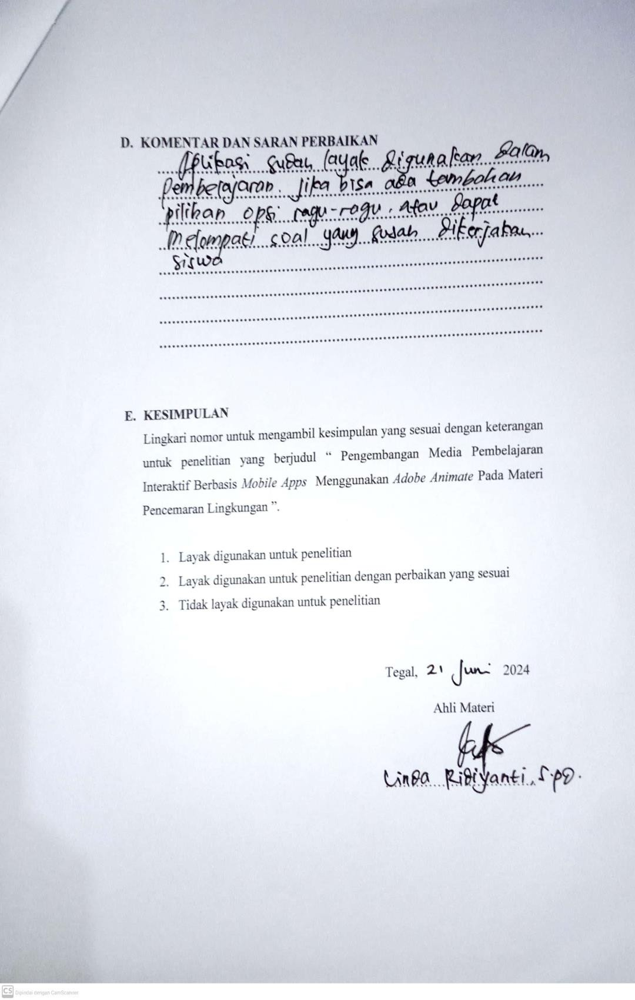 D. KOMENTAR DAN SARAN PERBAIKAN
Aplikasi sudah layak digunakan dalam
pembelajaran. Jika bisa ada tambahan
pilihan opsi ragu-ragu, atau dapat
melompati soal yang susah dikerjakan
siswa
E. KESIMPULAN
Lingkari nomor untuk mengambil kesimpulan yang sesuai dengan keterangan
untuk penelitian yang berjudul “ Pengembangan Media Pembelajaran
Interaktif Berbasis Mobile Apps Menggunakan Adobe Animate Pada Materi
Pencemaran Lingkungan ”.
1. Layak digunakan untuk penelitian
2. Layak digunakan untuk penelitian dengan perbaikan yang sesuai
3. Tidak layak digunakan untuk penelitian
Tegal, 21 Juni 2024
Ahli Materi
Linda Ridiyanti, S.pd.
CS Dipindai dengan CamScanner